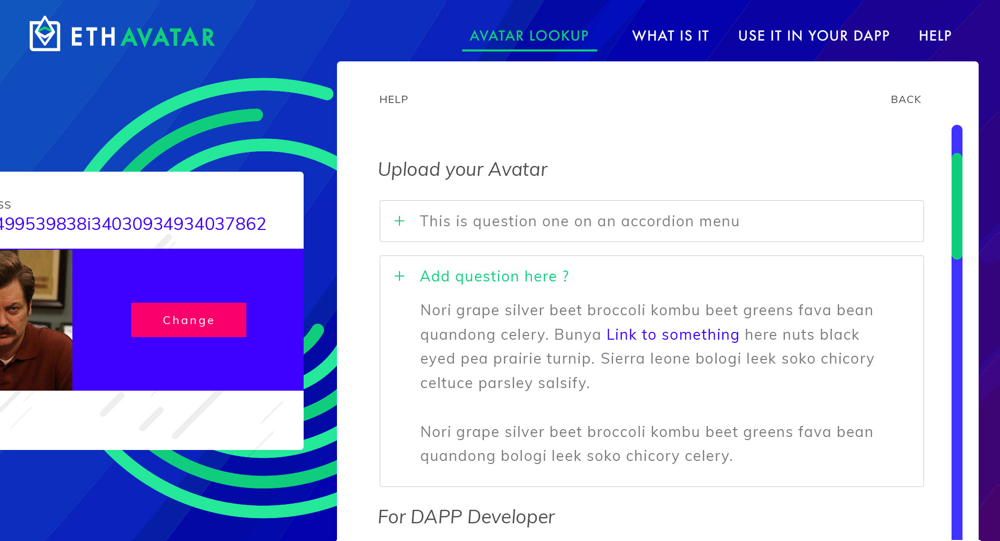 ETH AVATAR
AVATAR LOOKUP
WHAT IS IT
USE IT IN YOUR DAPP
HELP
SS
499539838i34030934934037862
Change
HELP
BACK
Upload your Avatar
+ This is question one on an accordion menu
+ Add question here ?
Nori grape silver beet broccoli kombu beet greens fava bean
quandong celery. Bunya Link to something here nuts black
eyed pea prairie turnip. Sierra leone bologi leek soko chicory
celtuce parsley salsify.
Nori grape silver beet broccoli kombu beet greens fava bean
quandong bologi leek soko chicory celery.
For DAPP Developer